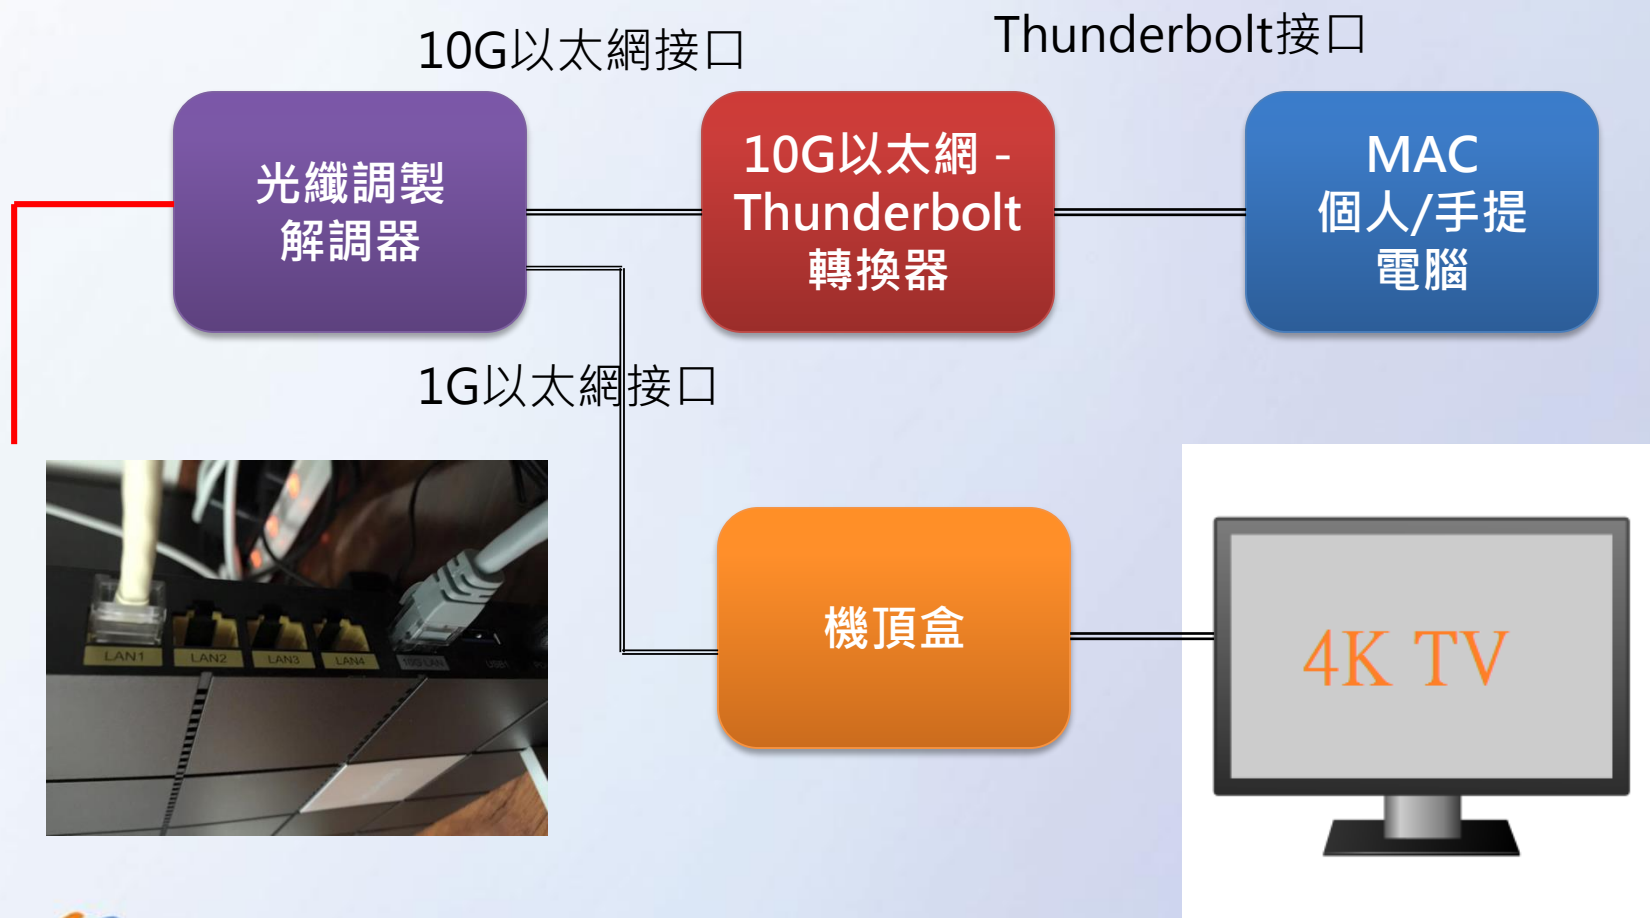 10G以太網接口
Thunderbolt接口
光纖調製
解調器
10G以太網 -
Thunderbolt
轉換器
MAC
個人/手提
電腦
1G以太網接口
LAN1
LAN2
LAN3
LAN4
10G LAN
USB1
機頂盒
4K TV